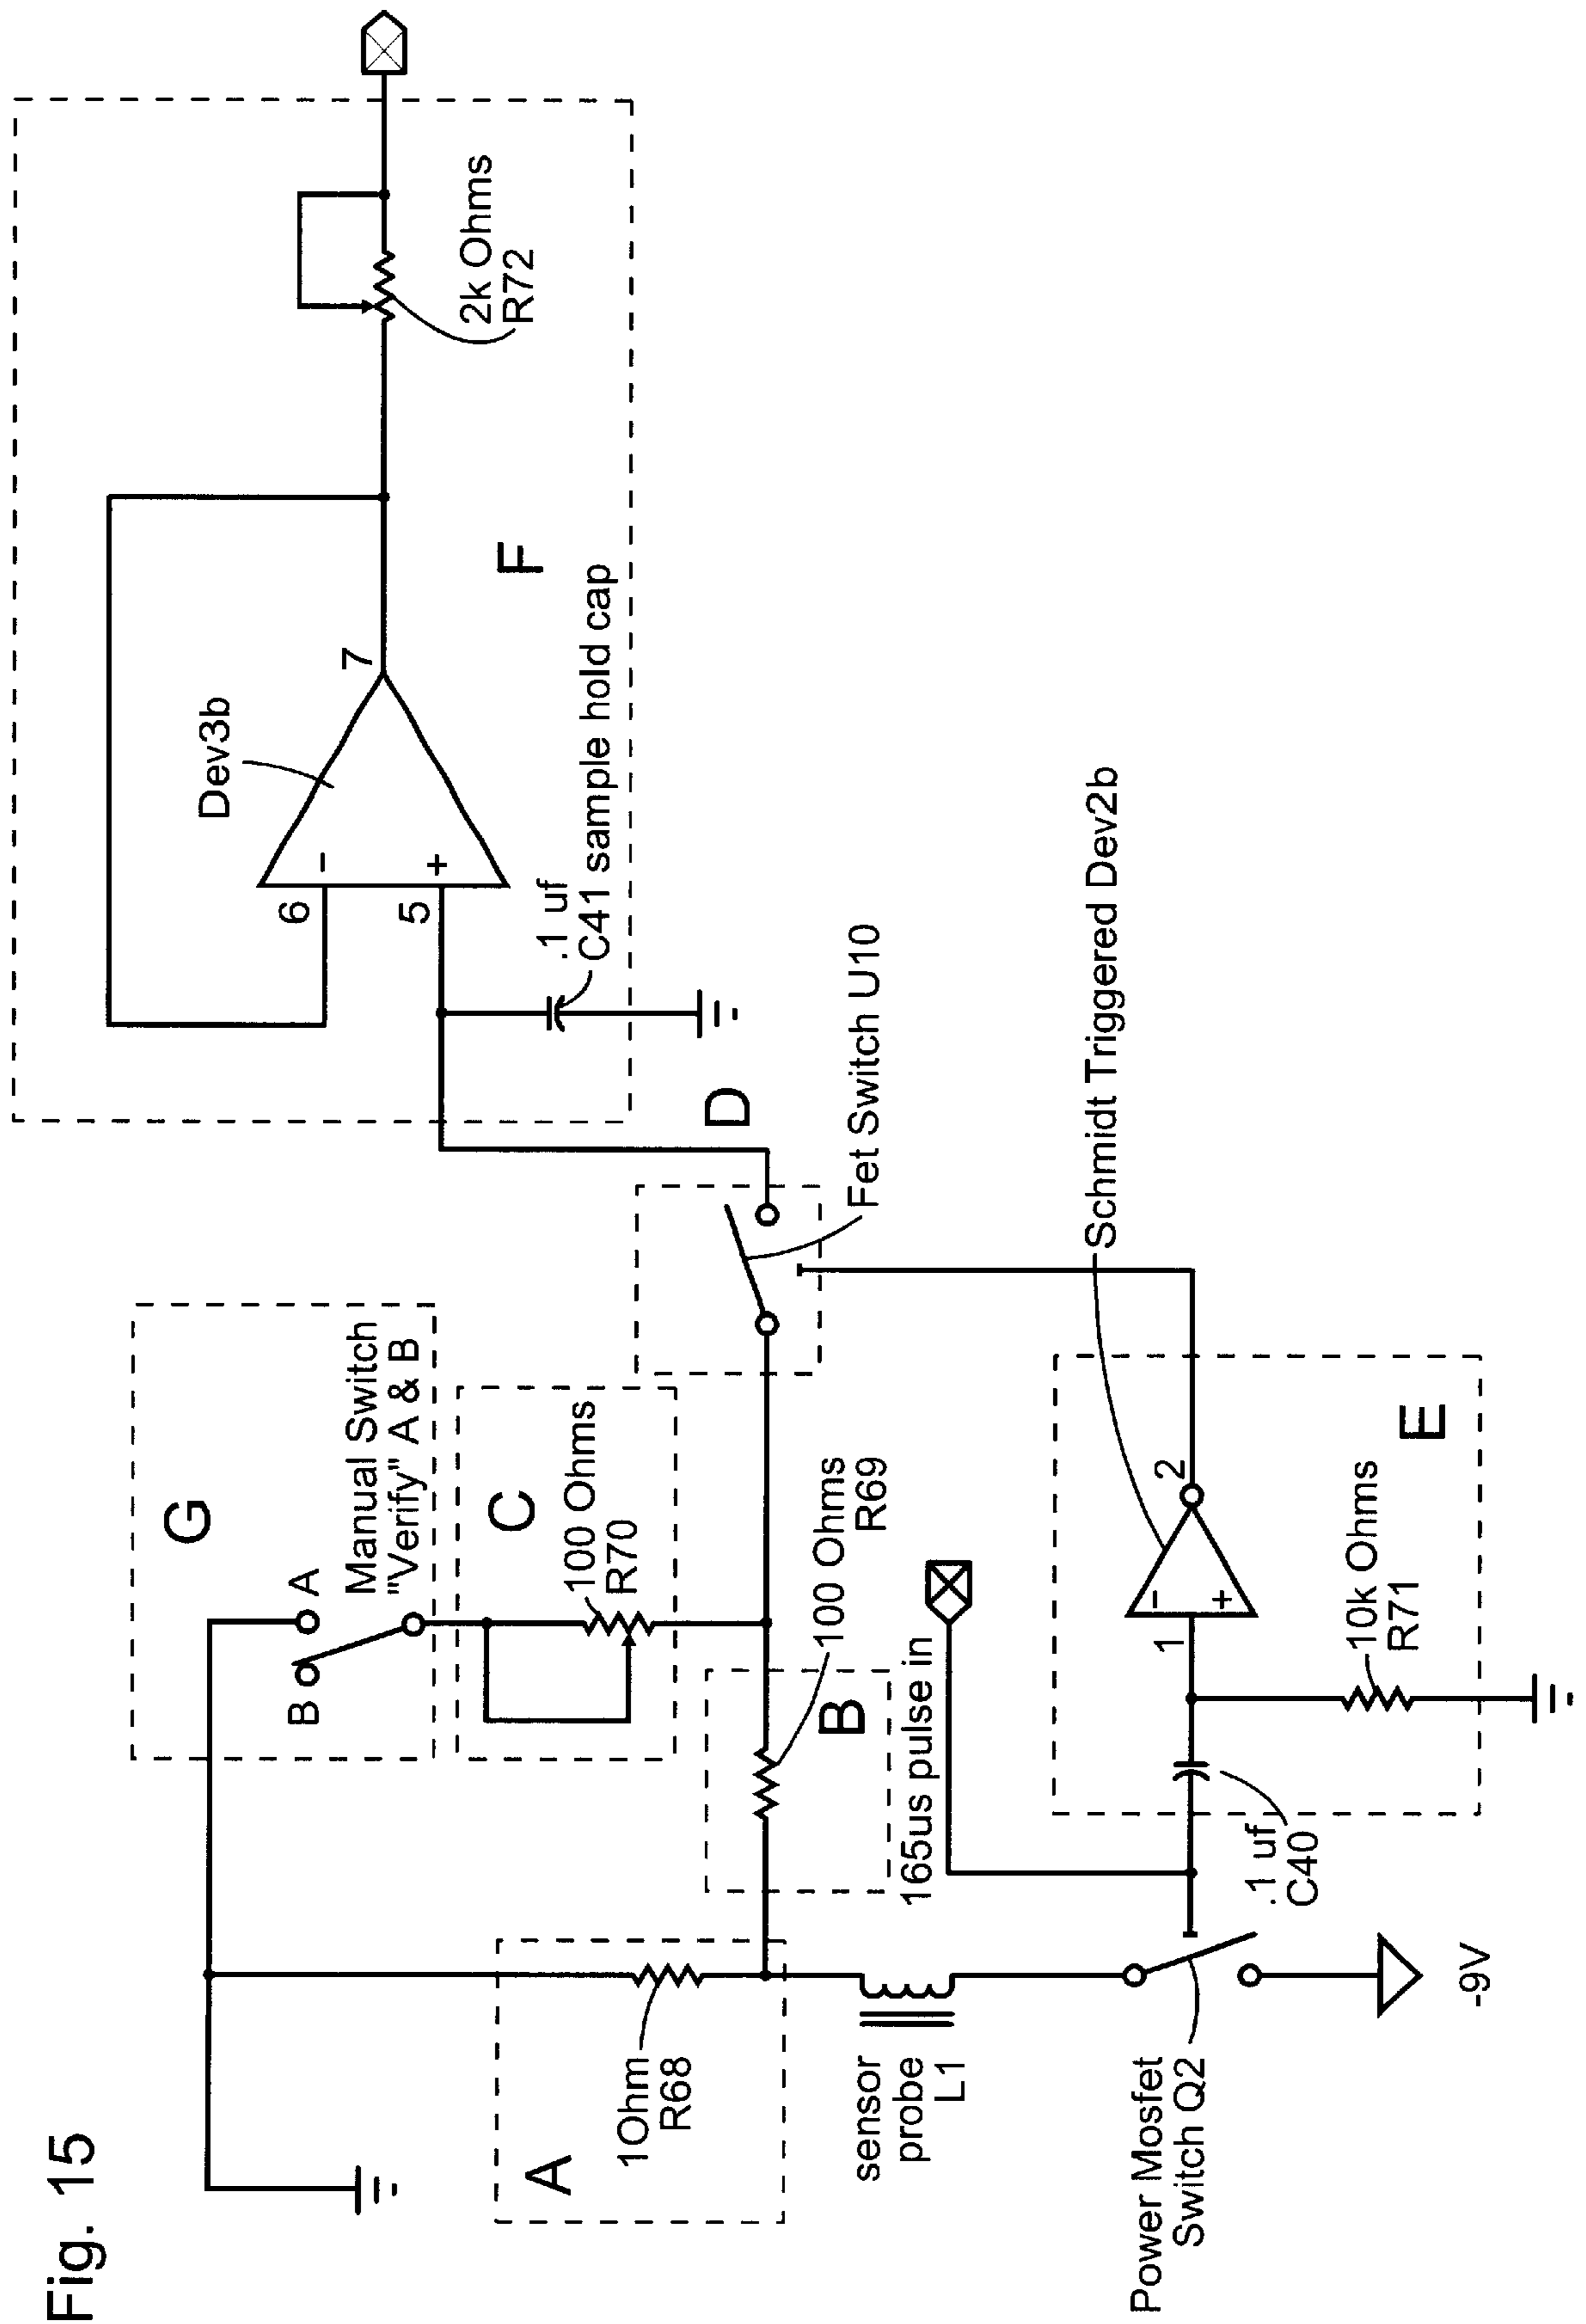 Fig. 15
G
Manual Switch
"Verify" A & B
B
A
C
100 Ohms
R70
A
1Ohm
R68
B
100 Ohms
R69
sensor
probe
L1
165us pulse in
Power Mosfet
Switch Q2
-9V
.1 uf
C40
1
-
+
2
10k Ohms
R71
E
Schmidt Triggered Dev2b
D
Fet Switch U10
Dev3b
6
-
5
+
7
.1 uf
C41 sample hold cap
F
2k Ohms
R72